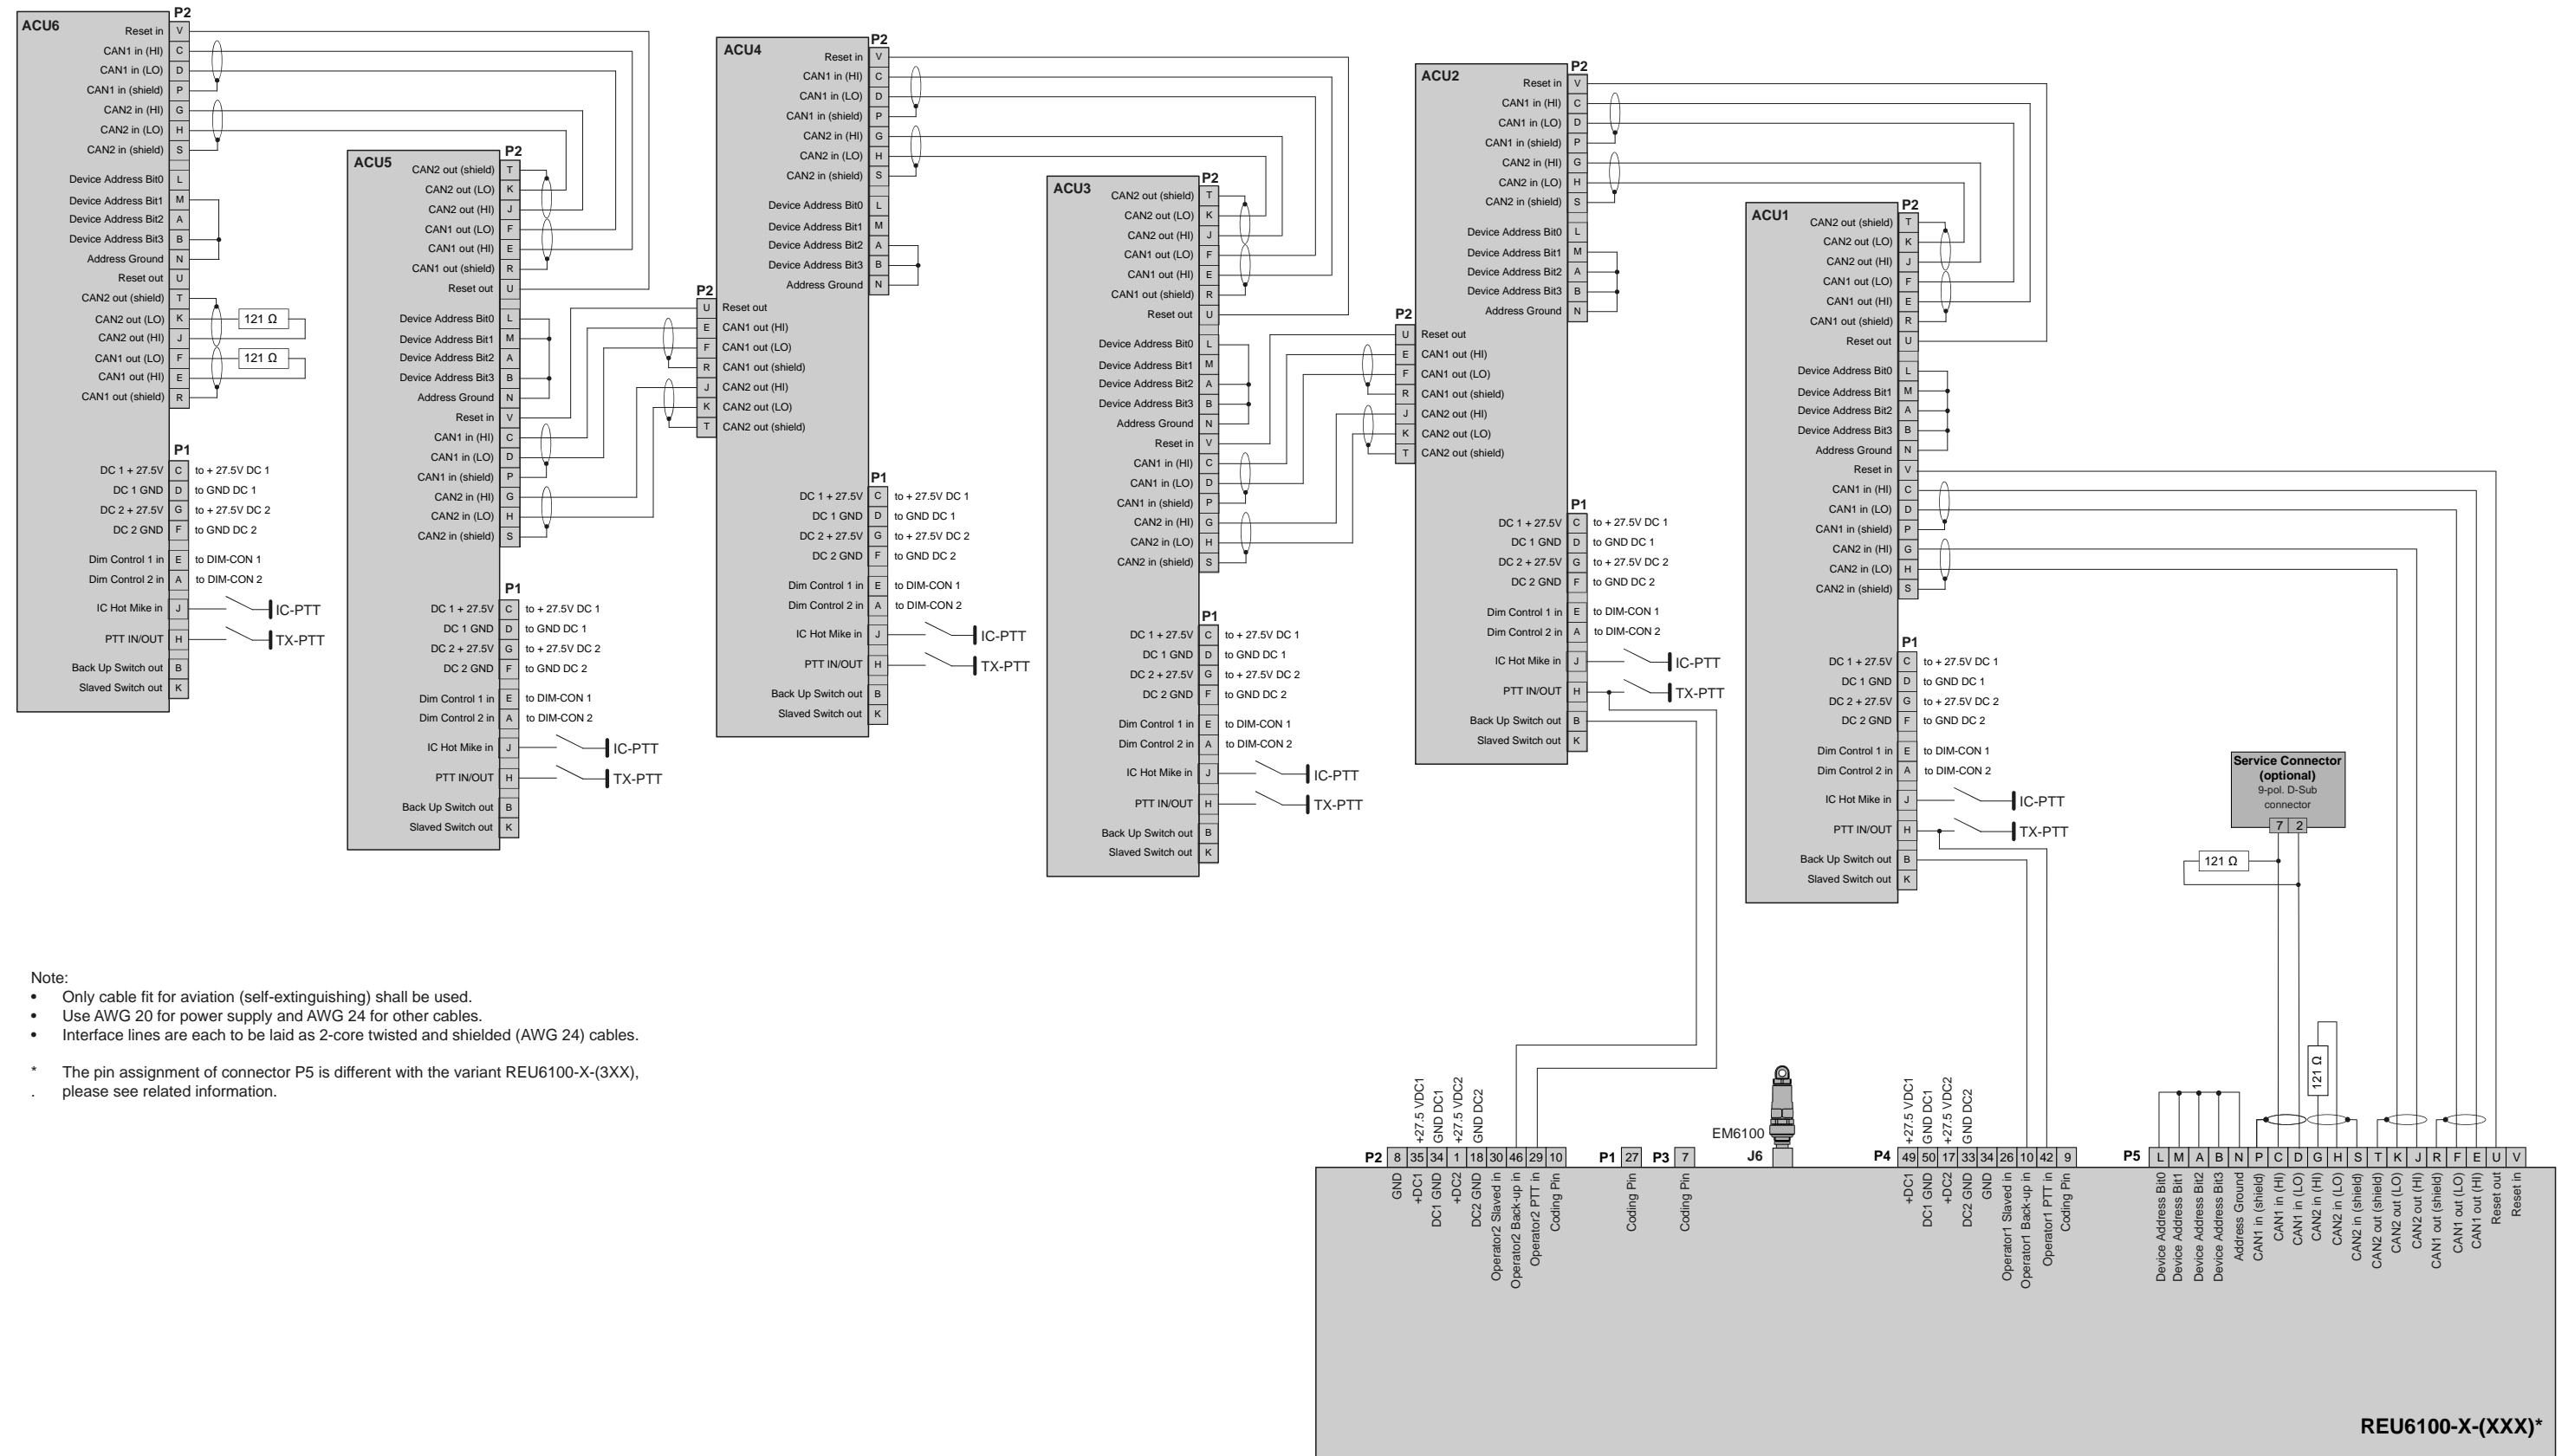 ACU6
P2
Reset in V
CAN1 in (HI) C
CAN1 in (LO) D
CAN1 in (shield) P
CAN2 in (HI) G
CAN2 in (LO) H
CAN2 in (shield) S
Device Address Bit0 L
Device Address Bit1 M
Device Address Bit2 A
Device Address Bit3 B
Address Ground N
Reset out U
CAN2 out (shield) T
CAN2 out (LO) K 121 Ω
CAN2 out (HI) J
CAN1 out (LO) F 121 Ω
CAN1 out (HI) E
CAN1 out (shield) R
P1
DC 1 + 27.5V C to + 27.5V DC 1
DC 1 GND D to GND DC 1
DC 2 + 27.5V G to + 27.5V DC 2
DC 2 GND F to GND DC 2
Dim Control 1 in E to DIM-CON 1
Dim Control 2 in A to DIM-CON 2
IC Hot Mike in J IC-PTT
PTT IN/OUT H TX-PTT
Back Up Switch out B
Slaved Switch out K
ACU5
P2
CAN2 out (shield) T
CAN2 out (LO) K
CAN2 out (HI) J
CAN1 out (LO) F
CAN1 out (HI) E
CAN1 out (shield) R
Reset out U
Device Address Bit0 L
Device Address Bit1 M
Device Address Bit2 A
Device Address Bit3 B
Address Ground N
Reset in V
CAN1 in (HI) C
CAN1 in (LO) D
CAN1 in (shield) P
CAN2 in (HI) G
CAN2 in (LO) H
CAN2 in (shield) S
P1
DC 1 + 27.5V C to + 27.5V DC 1
DC 1 GND D to GND DC 1
DC 2 + 27.5V G to + 27.5V DC 2
DC 2 GND F to GND DC 2
Dim Control 1 in E to DIM-CON 1
Dim Control 2 in A to DIM-CON 2
IC Hot Mike in J IC-PTT
PTT IN/OUT H TX-PTT
Back Up Switch out B
Slaved Switch out K
ACU4
P2
Reset in V
CAN1 in (HI) C
CAN1 in (LO) D
CAN1 in (shield) P
CAN2 in (HI) G
CAN2 in (LO) H
CAN2 in (shield) S
Device Address Bit0 L
Device Address Bit1 M
Device Address Bit2 A
Device Address Bit3 B
Address Ground N
P2
U Reset out
E CAN1 out (HI)
F CAN1 out (LO)
R CAN1 out (shield)
J CAN2 out (HI)
K CAN2 out (LO)
T CAN2 out (shield)
P1
DC 1 + 27.5V C to + 27.5V DC 1
DC 1 GND D to GND DC 1
DC 2 + 27.5V G to + 27.5V DC 2
DC 2 GND F to GND DC 2
Dim Control 1 in E to DIM-CON 1
Dim Control 2 in A to DIM-CON 2
IC Hot Mike in J IC-PTT
PTT IN/OUT H TX-PTT
Back Up Switch out B
Slaved Switch out K
ACU3
P2
CAN2 out (shield) T
CAN2 out (LO) K
CAN2 out (HI) J
CAN1 out (LO) F
CAN1 out (HI) E
CAN1 out (shield) R
Reset out U
Device Address Bit0 L
Device Address Bit1 M
Device Address Bit2 A
Device Address Bit3 B
Address Ground N
Reset in V
CAN1 in (HI) C
CAN1 in (LO) D
CAN1 in (shield) P
CAN2 in (HI) G
CAN2 in (LO) H
CAN2 in (shield) S
P1
DC 1 + 27.5V C to + 27.5V DC 1
DC 1 GND D to GND DC 1
DC 2 + 27.5V G to + 27.5V DC 2
DC 2 GND F to GND DC 2
Dim Control 1 in E to DIM-CON 1
Dim Control 2 in A to DIM-CON 2
IC Hot Mike in J IC-PTT
PTT IN/OUT H TX-PTT
Back Up Switch out B
Slaved Switch out K
ACU2
P2
Reset in V
CAN1 in (HI) C
CAN1 in (LO) D
CAN1 in (shield) P
CAN2 in (HI) G
CAN2 in (LO) H
CAN2 in (shield) S
Device Address Bit0 L
Device Address Bit1 M
Device Address Bit2 A
Device Address Bit3 B
Address Ground N
P2
U Reset out
E CAN1 out (HI)
F CAN1 out (LO)
R CAN1 out (shield)
J CAN2 out (HI)
K CAN2 out (LO)
T CAN2 out (shield)
P1
DC 1 + 27.5V C to + 27.5V DC 1
DC 1 GND D to GND DC 1
DC 2 + 27.5V G to + 27.5V DC 2
DC 2 GND F to GND DC 2
Dim Control 1 in E to DIM-CON 1
Dim Control 2 in A to DIM-CON 2
IC Hot Mike in J IC-PTT
PTT IN/OUT H TX-PTT
Back Up Switch out B
Slaved Switch out K
ACU1
P2
CAN2 out (shield) T
CAN2 out (LO) K
CAN2 out (HI) J
CAN1 out (LO) F
CAN1 out (HI) E
CAN1 out (shield) R
Reset out U
Device Address Bit0 L
Device Address Bit1 M
Device Address Bit2 A
Device Address Bit3 B
Address Ground N
Reset in V
CAN1 in (HI) C
CAN1 in (LO) D
CAN1 in (shield) P
CAN2 in (HI) G
CAN2 in (LO) H
CAN2 in (shield) S
P1
DC 1 + 27.5V C to + 27.5V DC 1
DC 1 GND D to GND DC 1
DC 2 + 27.5V G to + 27.5V DC 2
DC 2 GND F to GND DC 2
Dim Control 1 in E to DIM-CON 1
Dim Control 2 in A to DIM-CON 2
IC Hot Mike in J IC-PTT
PTT IN/OUT H TX-PTT
Back Up Switch out B
Slaved Switch out K
Service Connector
(optional)
9-pol. D-Sub
connector
7 2
121 Ω
121 Ω
Note:
• Only cable fit for aviation (self-extinguishing) shall be used.
• Use AWG 20 for power supply and AWG 24 for other cables.
• Interface lines are each to be laid as 2-core twisted and shielded (AWG 24) cables.
* The pin assignment of connector P5 is different with the variant REU6100-X-(3XX),
. please see related information.
+27.5 VDC1
GND DC1
+27.5 VDC2
GND DC2
P2 8 35 34 1 18 30 46 29 10
GND
+DC1
DC1 GND
+DC2
DC2 GND
Operator2 Slaved in
Operator2 Back-up in
Operator2 PTT in
Coding Pin
P1 27
Coding Pin
P3 7
Coding Pin
EM6100
J6
+27.5 VDC1
GND DC1
+27.5 VDC2
GND DC2
P4 49 50 17 33 34 26 10 42 9
+DC1
DC1 GND
+DC2
DC2 GND
GND
Operator1 Slaved in
Operator1 Back-up in
Operator1 PTT in
Coding Pin
P5 L M A B N P C D G H S T K J R F E U V
Device Address Bit0
Device Address Bit1
Device Address Bit2
Device Address Bit3
Address Ground
CAN1 in (shield)
CAN1 in (HI)
CAN1 in (LO)
CAN2 in (HI)
CAN2 in (LO)
CAN2 in (shield)
CAN2 out (shield)
CAN2 out (LO)
CAN2 out (HI)
CAN1 out (shield)
CAN1 out (LO)
CAN1 out (HI)
Reset out
Reset in
REU6100-X-(XXX)*